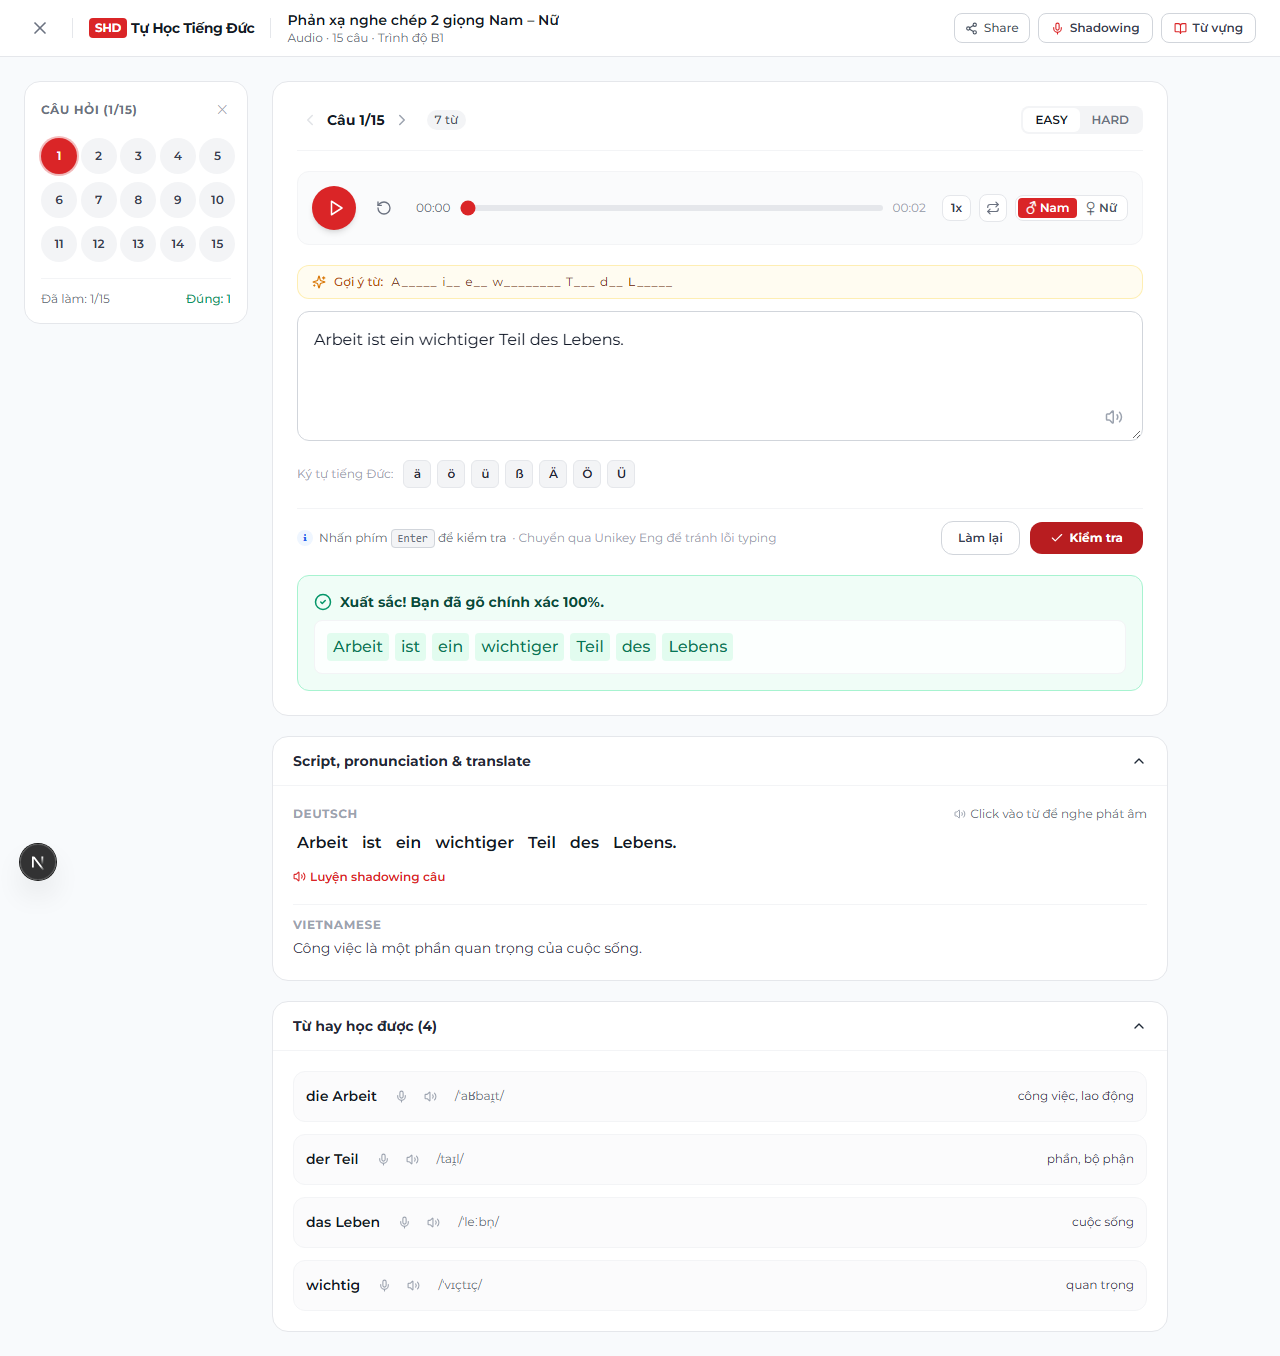 SHD Tự Học Tiếng Đức
Phản xạ nghe chép 2 giọng Nam – Nữ
Audio · 15 câu · Trình độ B1
Share
Shadowing
Từ vựng
CÂU HỎI (1/15)
1 2 3 4 5
6 7 8 9 10
11 12 13 14 15
Đã làm: 1/15 Đúng: 1
Câu 1/15 7 từ
EASY HARD
00:00 00:02 1x Nam Nữ
Gợi ý từ: A_____ i__ e__ w________ T___ d__ L_____
Arbeit ist ein wichtiger Teil des Lebens.
Ký tự tiếng Đức: ä ö ü ß Ä Ö Ü
Nhấn phím Enter để kiểm tra · Chuyển qua Unikey Eng để tránh lỗi typing
Làm lại
Kiểm tra
Xuất sắc! Bạn đã gõ chính xác 100%.
Arbeit ist ein wichtiger Teil des Lebens
Script, pronunciation & translate
DEUTSCH
Click vào từ để nghe phát âm
Arbeit ist ein wichtiger Teil des Lebens.
Luyện shadowing câu
VIETNAMESE
Công việc là một phần quan trọng của cuộc sống.
Từ hay học được (4)
die Arbeit /ˈaʁbaɪ̯t/ công việc, lao động
der Teil /taɪ̯l/ phần, bộ phận
das Leben /ˈleːbn̩/ cuộc sống
wichtig /ˈvɪçtɪç/ quan trọng
N